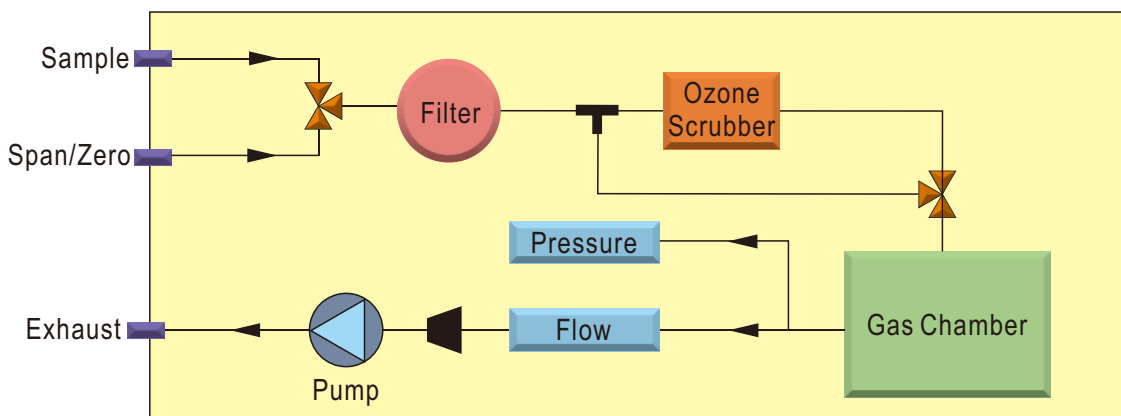 Sample
Filter
Ozone
Scrubber
Span/Zero
Pressure
Gas Chamber
Exhaust
Flow
Pump